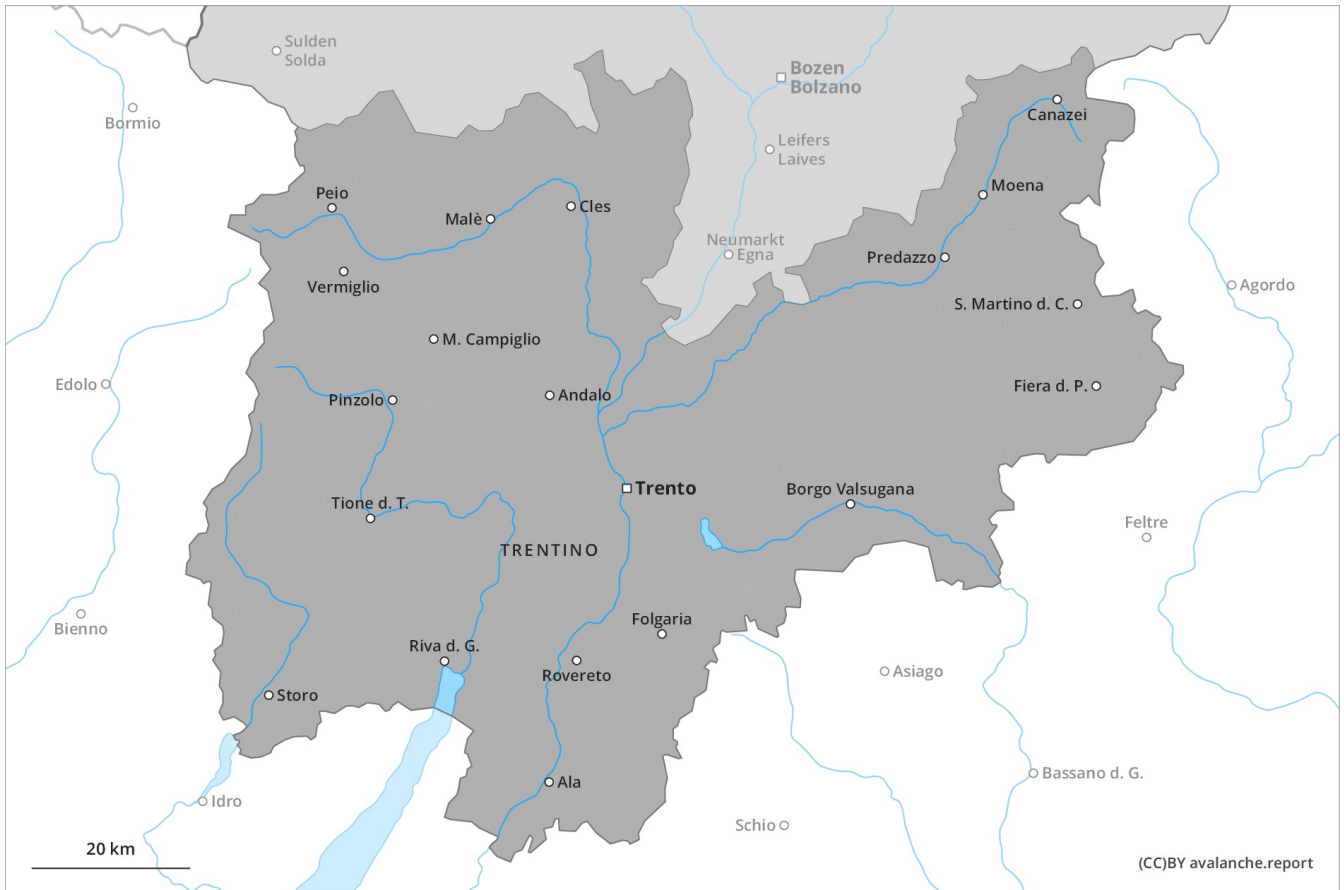 Sulden
Solda
Bozen
Bolzano
Bormio
Canazei
Leifers
Laives
Peio
Moena
Malè
Cles
Neumarkt
Egna
Predazzo
Vermiglio
Agordo
S. Martino d. C.
M. Campiglio
Edolo
Fiera d. P.
Andalo
Pinzolo
Trento
Borgo Valsugana
Tione d. T.
Feltre
TRENTINO
Bienno
Folgaria
Riva d. G.
Asiago
Rovereto
Storo
Bassano d. G.
Ala
Idro
Schio
20 km
(CC)BY avalanche.report